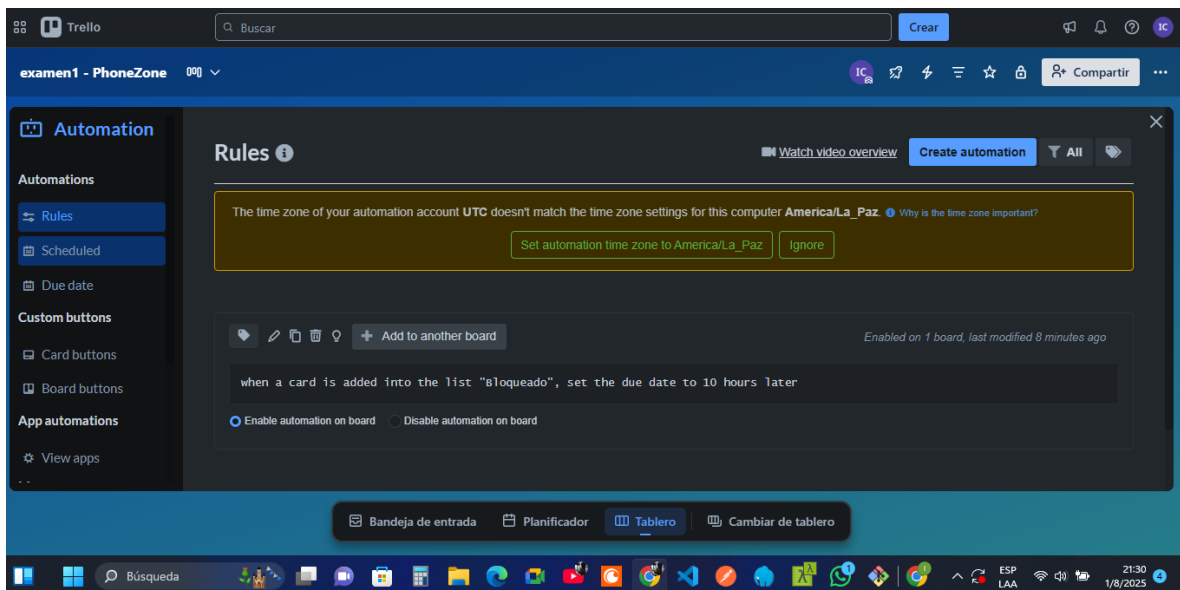 Trello
Buscar
Crear
IC
examen1 - PhoneZone
IC
Compartir
Automation
Automations
Rules
Scheduled
Due date
Custom buttons
Card buttons
Board buttons
App automations
View apps
Rules
Watch video overview
Create automation
All
The time zone of your automation account UTC doesn't match the time zone settings for this computer America/La_Paz. Why is the time zone important?
Set automation time zone to America/La_Paz
Ignore
Add to another board
Enabled on 1 board, last modified 8 minutes ago
when a card is added into the list "Bloqueado", set the due date to 10 hours later
Enable automation on board
Disable automation on board
Bandeja de entrada
Planificador
Tablero
Cambiar de tablero
Búsqueda
1
ESP
LAA
21:30
1/8/2025
4